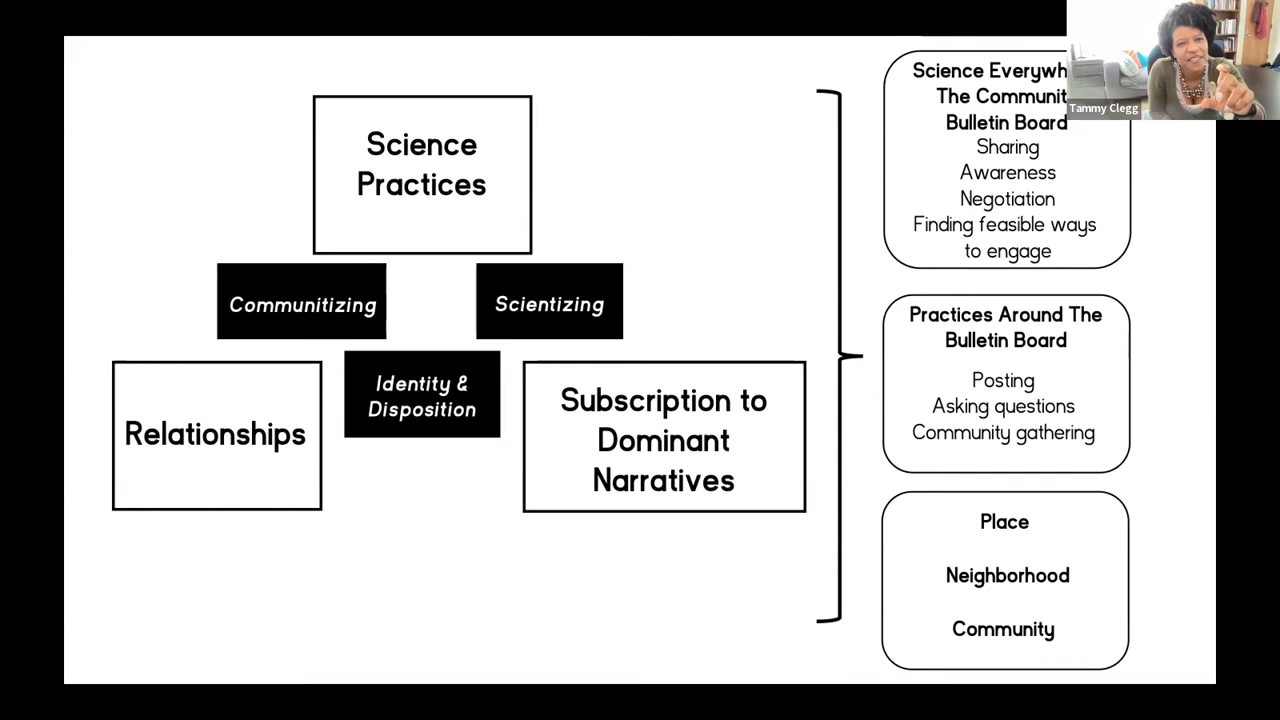 Science
Practices
Communitizing
Scientizing
Identity &
Disposition
Relationships
Subscription to
Dominant
Narratives
Science
The
Bulletin Board
Sharing
Awareness
Negotiation
Finding feasible ways
to engage
Practices Around The
Bulletin Board
Posting
Asking questions
Community gathering
Place
Neighborhood
Community
Tammy Clegg